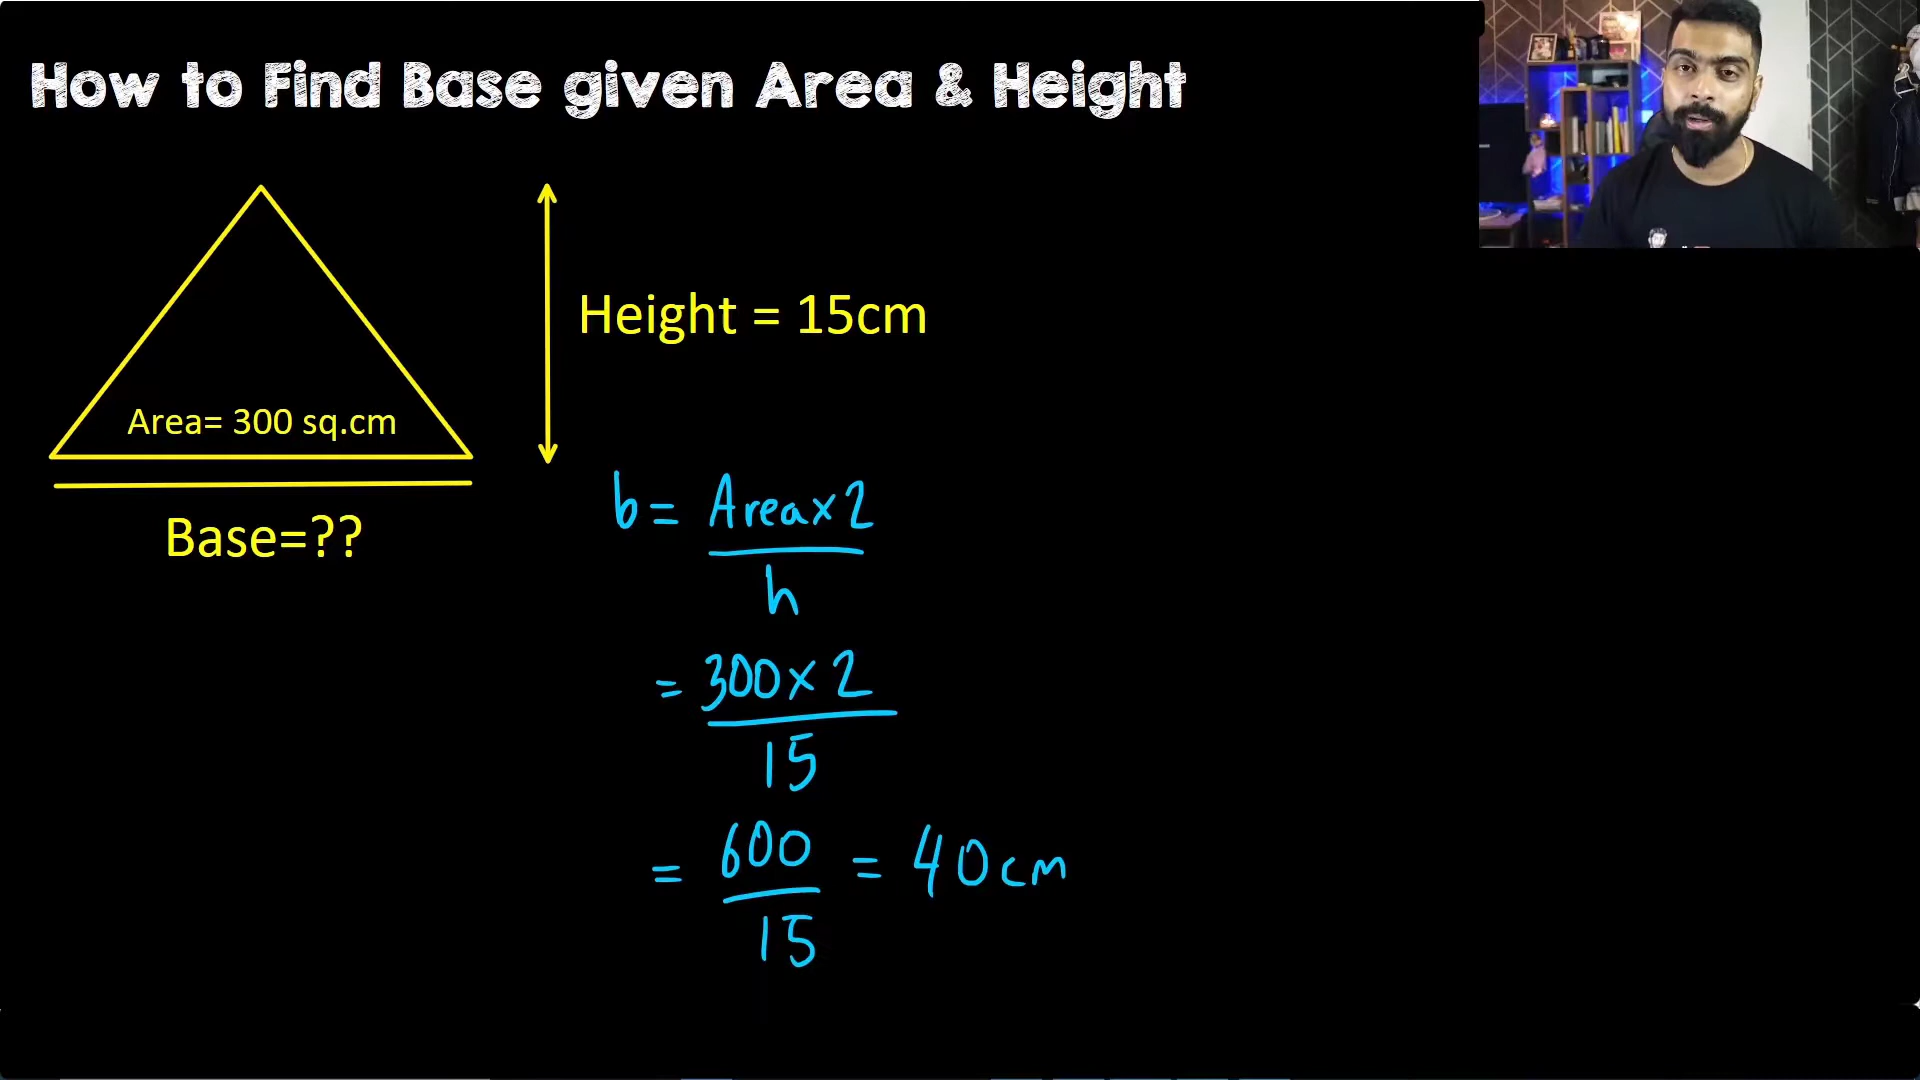 How to Find Base given Area & Height
Height = 15cm
Area= 300 sq.cm
Base=??
b= Area×2
h
= 300×2
15
= 600 = 40cm
15